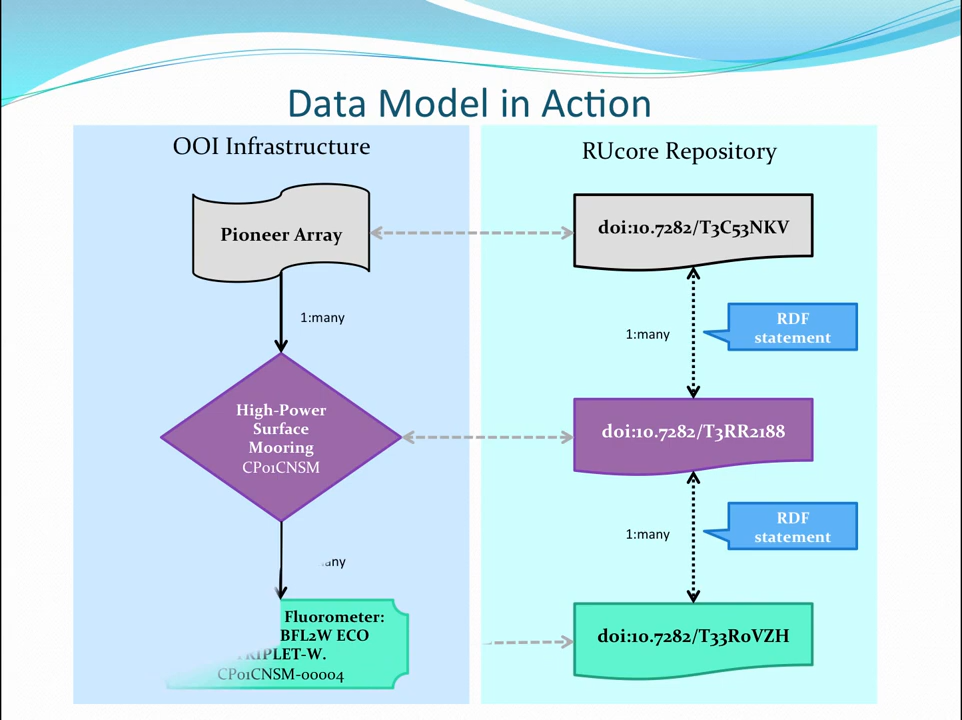 Data Model in Action
OOI Infrastructure
RUcore Repository
Pioneer Array
doi:10.7282/T3C53NKV
1:many
1:many
RDF
statement
High-Power
Surface
Mooring
CP01CNSM
doi:10.7282/T3RR2188
1:many
RDF
statement
Fluorometer:
BFL2W ECO
TRIPLET-W.
CP01CNSM-00004
doi:10.7282/T33R0VZH